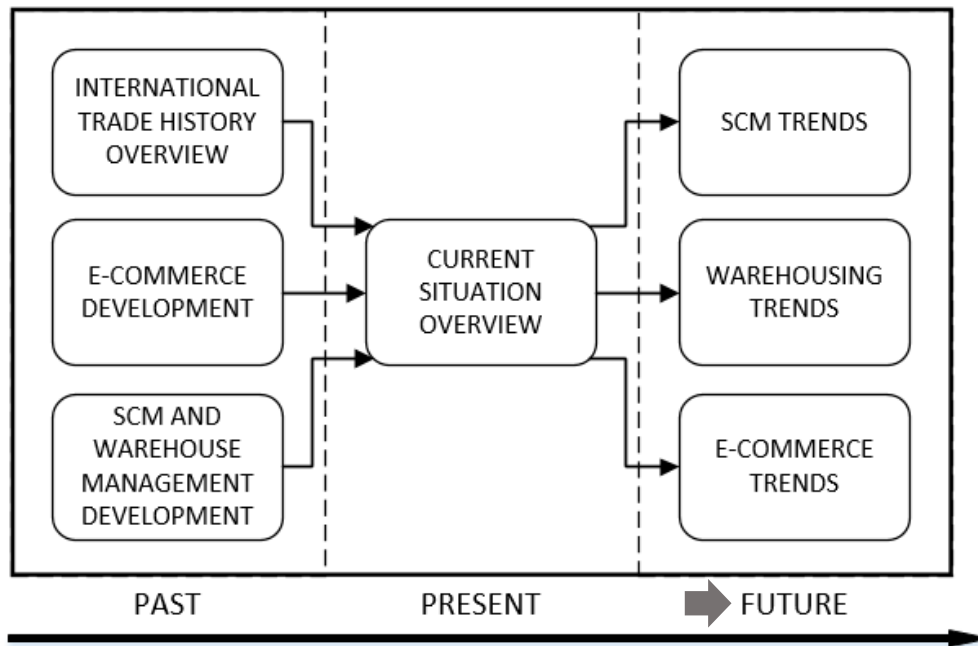 INTERNATIONAL
TRADE HISTORY
OVERVIEW
E-COMMERCE
DEVELOPMENT
SCM AND
WAREHOUSE
MANAGEMENT
DEVELOPMENT
CURRENT
SITUATION
OVERVIEW
SCM TRENDS
WAREHOUSING
TRENDS
E-COMMERCE
TRENDS
PAST
PRESENT
FUTURE